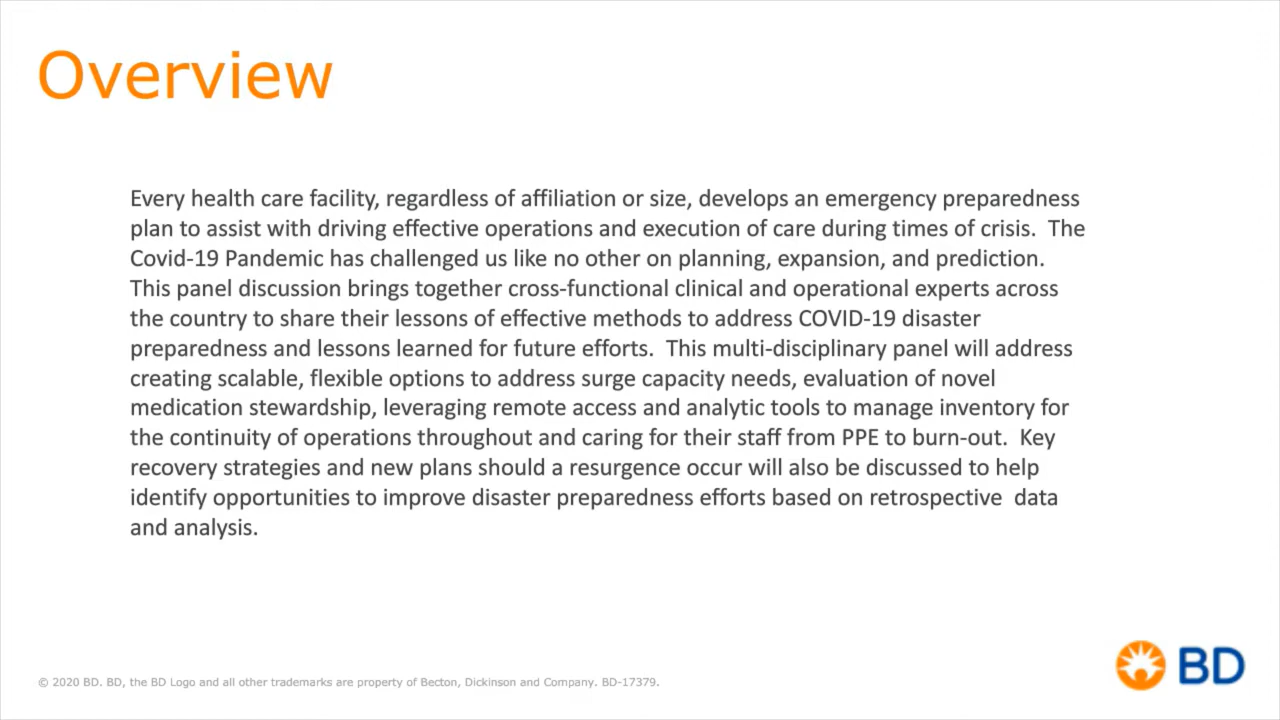 Overview
Every health care facility, regardless of affiliation or size, develops an emergency preparedness
plan to assist with driving effective operations and execution of care during times of crisis.  The
Covid-19 Pandemic has challenged us like no other on planning, expansion, and prediction.
This panel discussion brings together cross-functional clinical and operational experts across
the country to share their lessons of effective methods to address COVID-19 disaster
preparedness and lessons learned for future efforts.  This multi-disciplinary panel will address
creating scalable, flexible options to address surge capacity needs, evaluation of novel
medication stewardship, leveraging remote access and analytic tools to manage inventory for
the continuity of operations throughout and caring for their staff from PPE to burn-out.  Key
recovery strategies and new plans should a resurgence occur will also be discussed to help
identify opportunities to improve disaster preparedness efforts based on retrospective  data
and analysis.
© 2020 BD. BD, the BD Logo and all other trademarks are property of Becton, Dickinson and Company. BD-17379.
BD